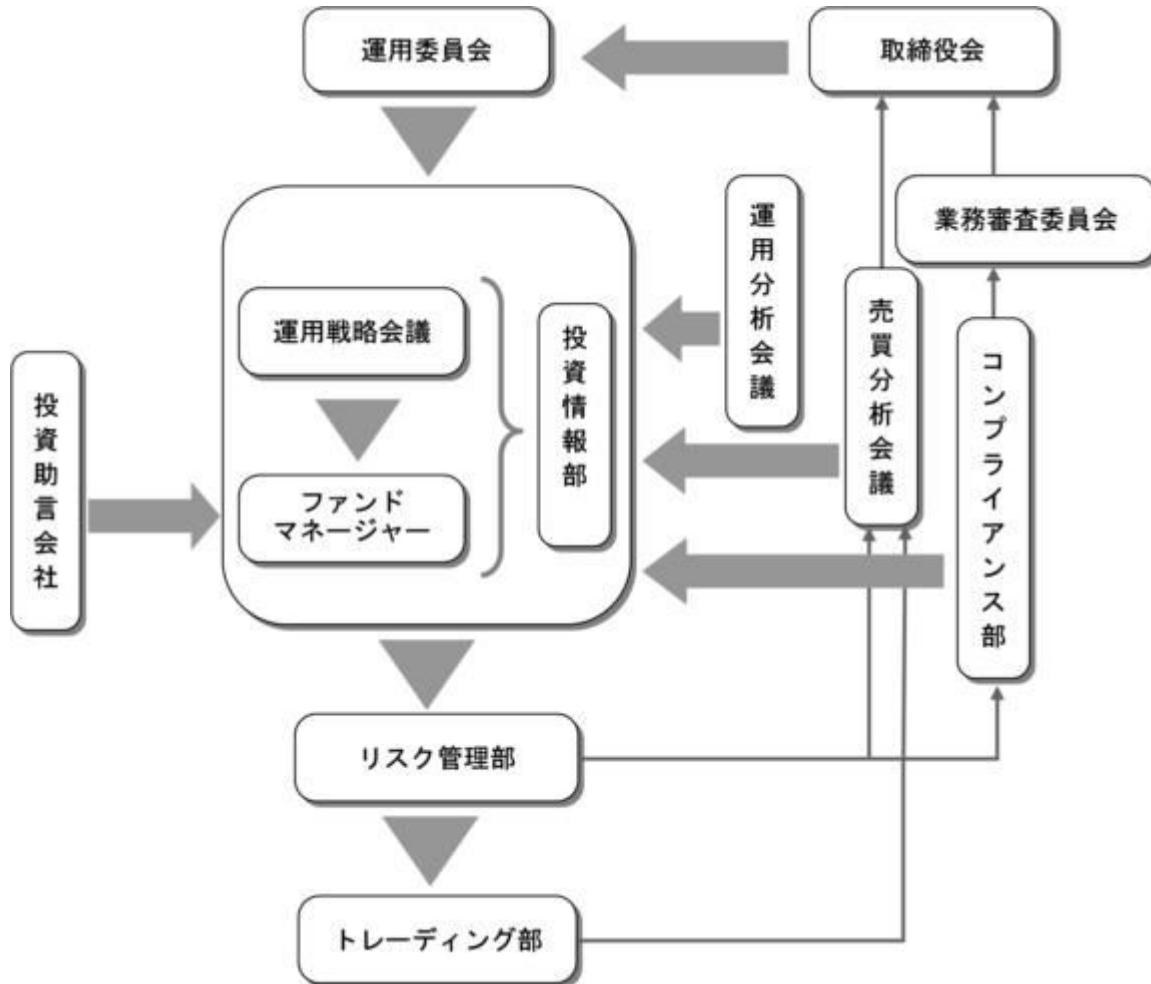 運用委員会
取締役会
業務審査委員会
運用分析会議
売買分析会議
コンプライアンス部
運用戦略会議
投資情報部
投資助言会社
ファンド
マネージャー
リスク管理部
トレーディング部